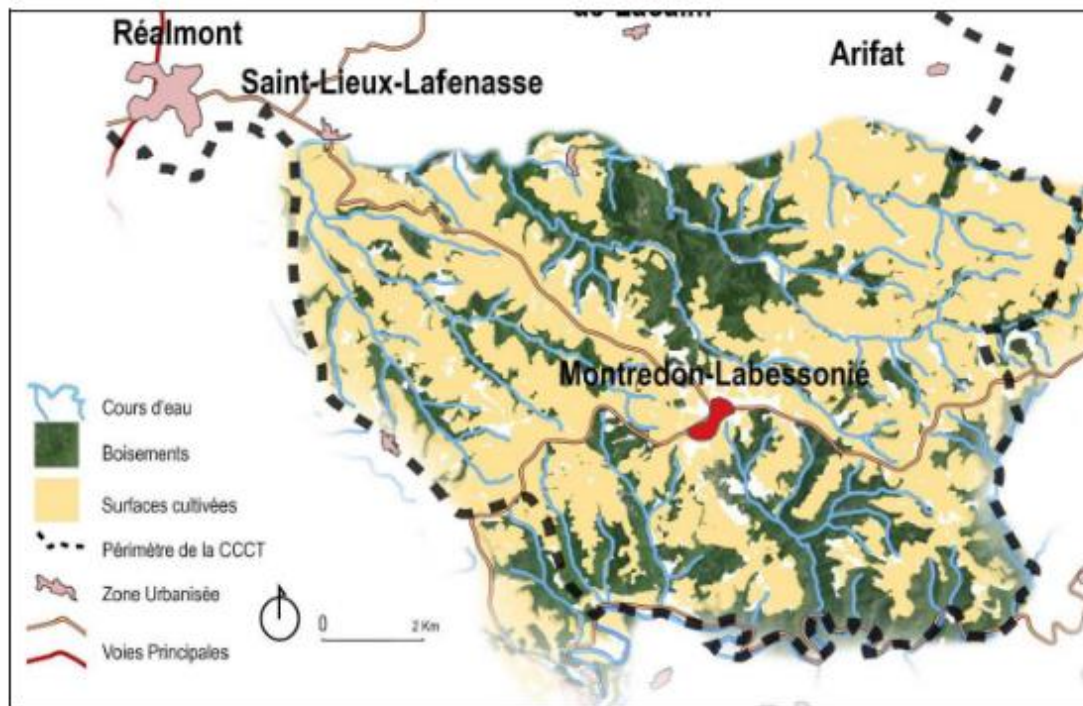 Réalmont
Saint-Lieux-Lafenasse
Arifat
Montredon-Labessonié
Cours d'eau
Boisements
Surfaces cultivées
Périmètre de la CCCT
Zone Urbanisée
0 2 Km
Voies Principales